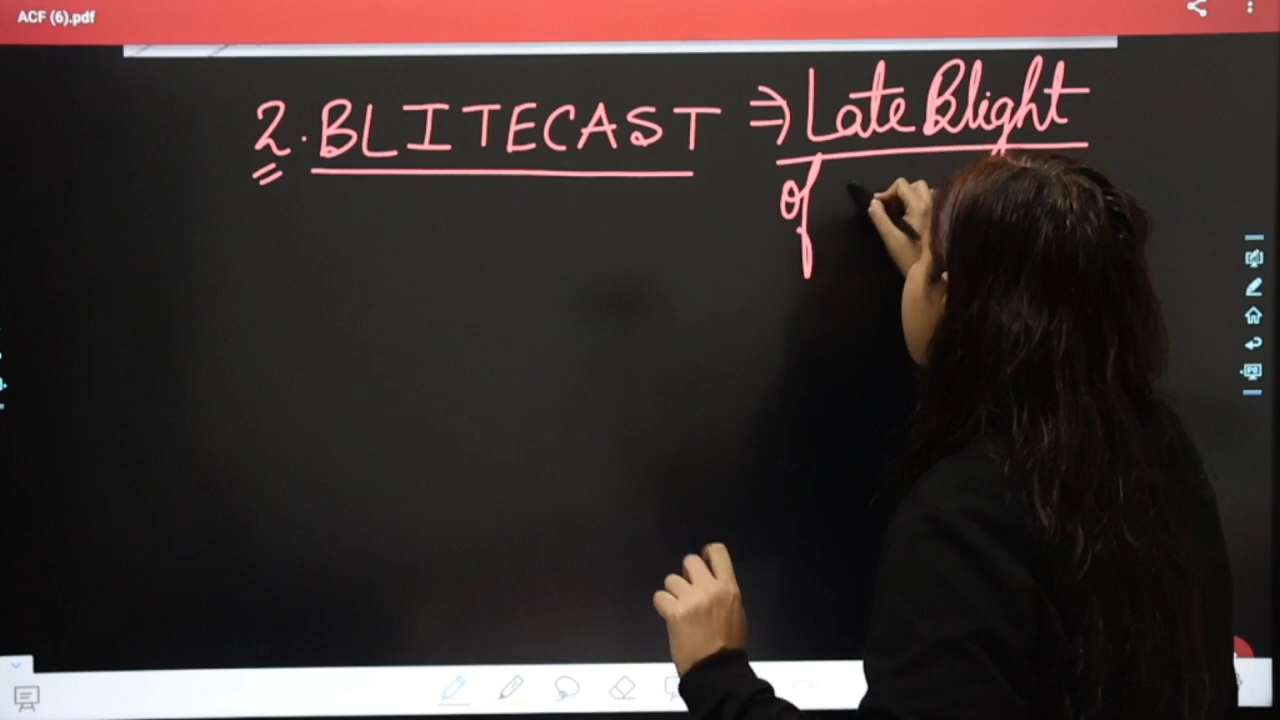 ACF (6).pdf
2. BLITECAST ⇒ Late Blight
of